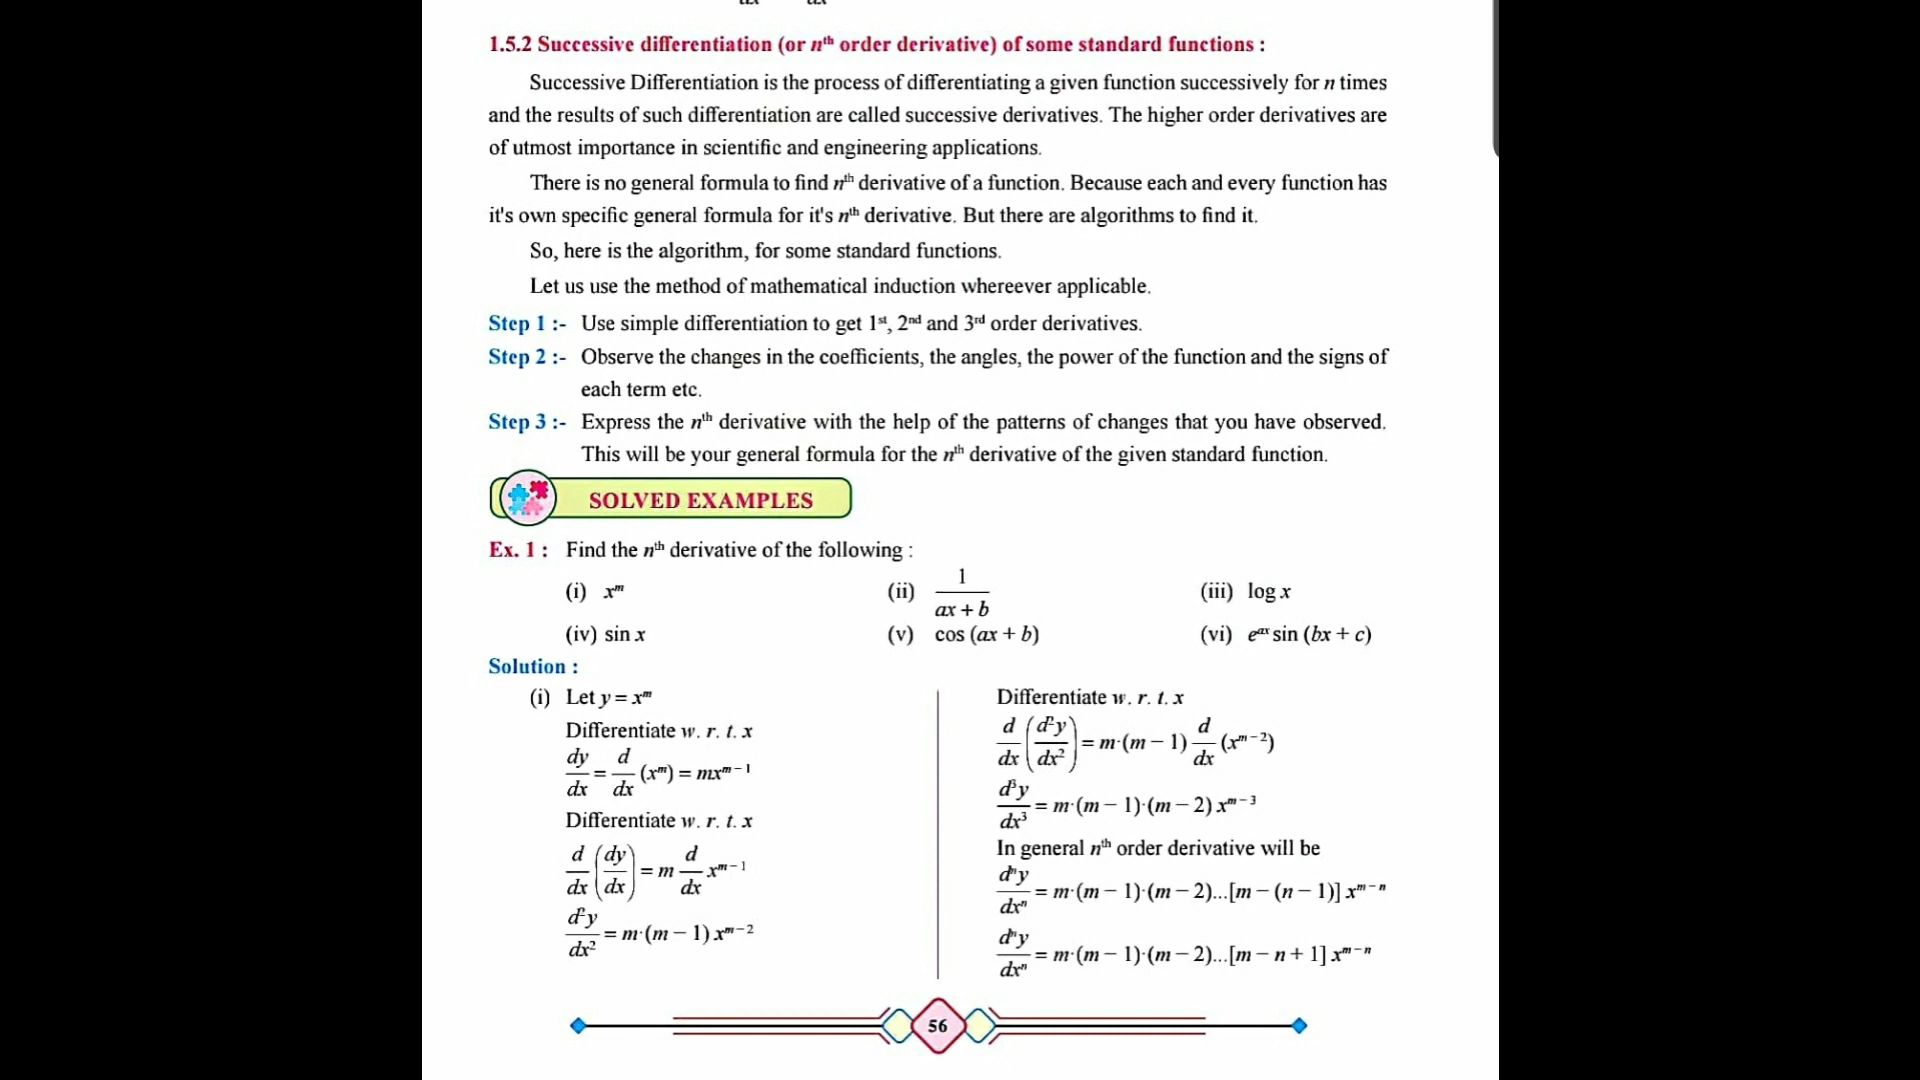 1.5.2 Successive differentiation (or nᵗʰ order derivative) of some standard functions :
Successive Differentiation is the process of differentiating a given function successively for n times
and the results of such differentiation are called successive derivatives. The higher order derivatives are
of utmost importance in scientific and engineering applications.
There is no general formula to find nᵗʰ derivative of a function. Because each and every function has
it's own specific general formula for it's nᵗʰ derivative. But there are algorithms to find it.
So, here is the algorithm, for some standard functions.
Let us use the method of mathematical induction whereever applicable.
Step 1 :- Use simple differentiation to get 1ˢᵗ, 2ⁿᵈ and 3ʳᵈ order derivatives.
Step 2 :- Observe the changes in the coefficients, the angles, the power of the function and the signs of
each term etc.
Step 3 :- Express the nᵗʰ derivative with the help of the patterns of changes that you have observed.
This will be your general formula for the nᵗʰ derivative of the given standard function.
SOLVED EXAMPLES
Ex. 1 : Find the nᵗʰ derivative of the following :
(i) xᵐ (ii) 1/(ax + b) (iii) log x
(iv) sin x (v) cos (ax + b) (vi) eᵃˣ sin (bx + c)
Solution :
(i) Let y = xᵐ
Differentiate w. r. t. x
dy/dx = d/dx (xᵐ) = mxᵐ⁻¹
Differentiate w. r. t. x
d/dx (dy/dx) = m d/dx xᵐ⁻¹
d²y/dx² = m·(m − 1) xᵐ⁻²
Differentiate w. r. t. x
d/dx (d²y/dx²) = m·(m − 1) d/dx (xᵐ⁻²)
d³y/dx³ = m·(m − 1)·(m − 2) xᵐ⁻³
In general nᵗʰ order derivative will be
dⁿy/dxⁿ = m·(m − 1)·(m − 2)...[m − (n − 1)] xᵐ⁻ⁿ
dⁿy/dxⁿ = m·(m − 1)·(m − 2)...[m − n + 1] xᵐ⁻ⁿ
56